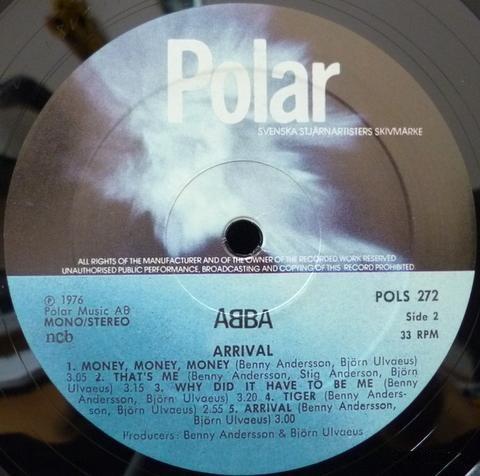 Polar
SVENSKA STJÄRNARTISTERS SKIVMÄRKE
ALL RIGHTS OF THE MANUFACTURER AND OF THE OWNER OF THE RECORDED WORK RESERVED
UNAUTHORISED PUBLIC PERFORMANCE, BROADCASTING AND COPYING OF THIS RECORD PROHIBITED.
℗ 1976
Polar Music AB
MONO/STEREO
ncb
ABBA
POLS 272
Side 2
33 RPM
ARRIVAL
1. MONEY, MONEY, MONEY (Benny Andersson, Björn Ulvaeus)
3.05 2. THAT'S ME (Benny Andersson, Stig Anderson, Björn
Ulvaeus) 3.15 3. WHY DID IT HAVE TO BE ME (Benny
Andersson, Björn Ulvaeus) 3.20 4. TIGER (Benny Anders-
son, Björn Ulvaeus) 2.55 5. ARRIVAL (Benny Andersson,
Björn Ulvaeus) 3.00
Producers: Benny Andersson & Björn Ulvaeus